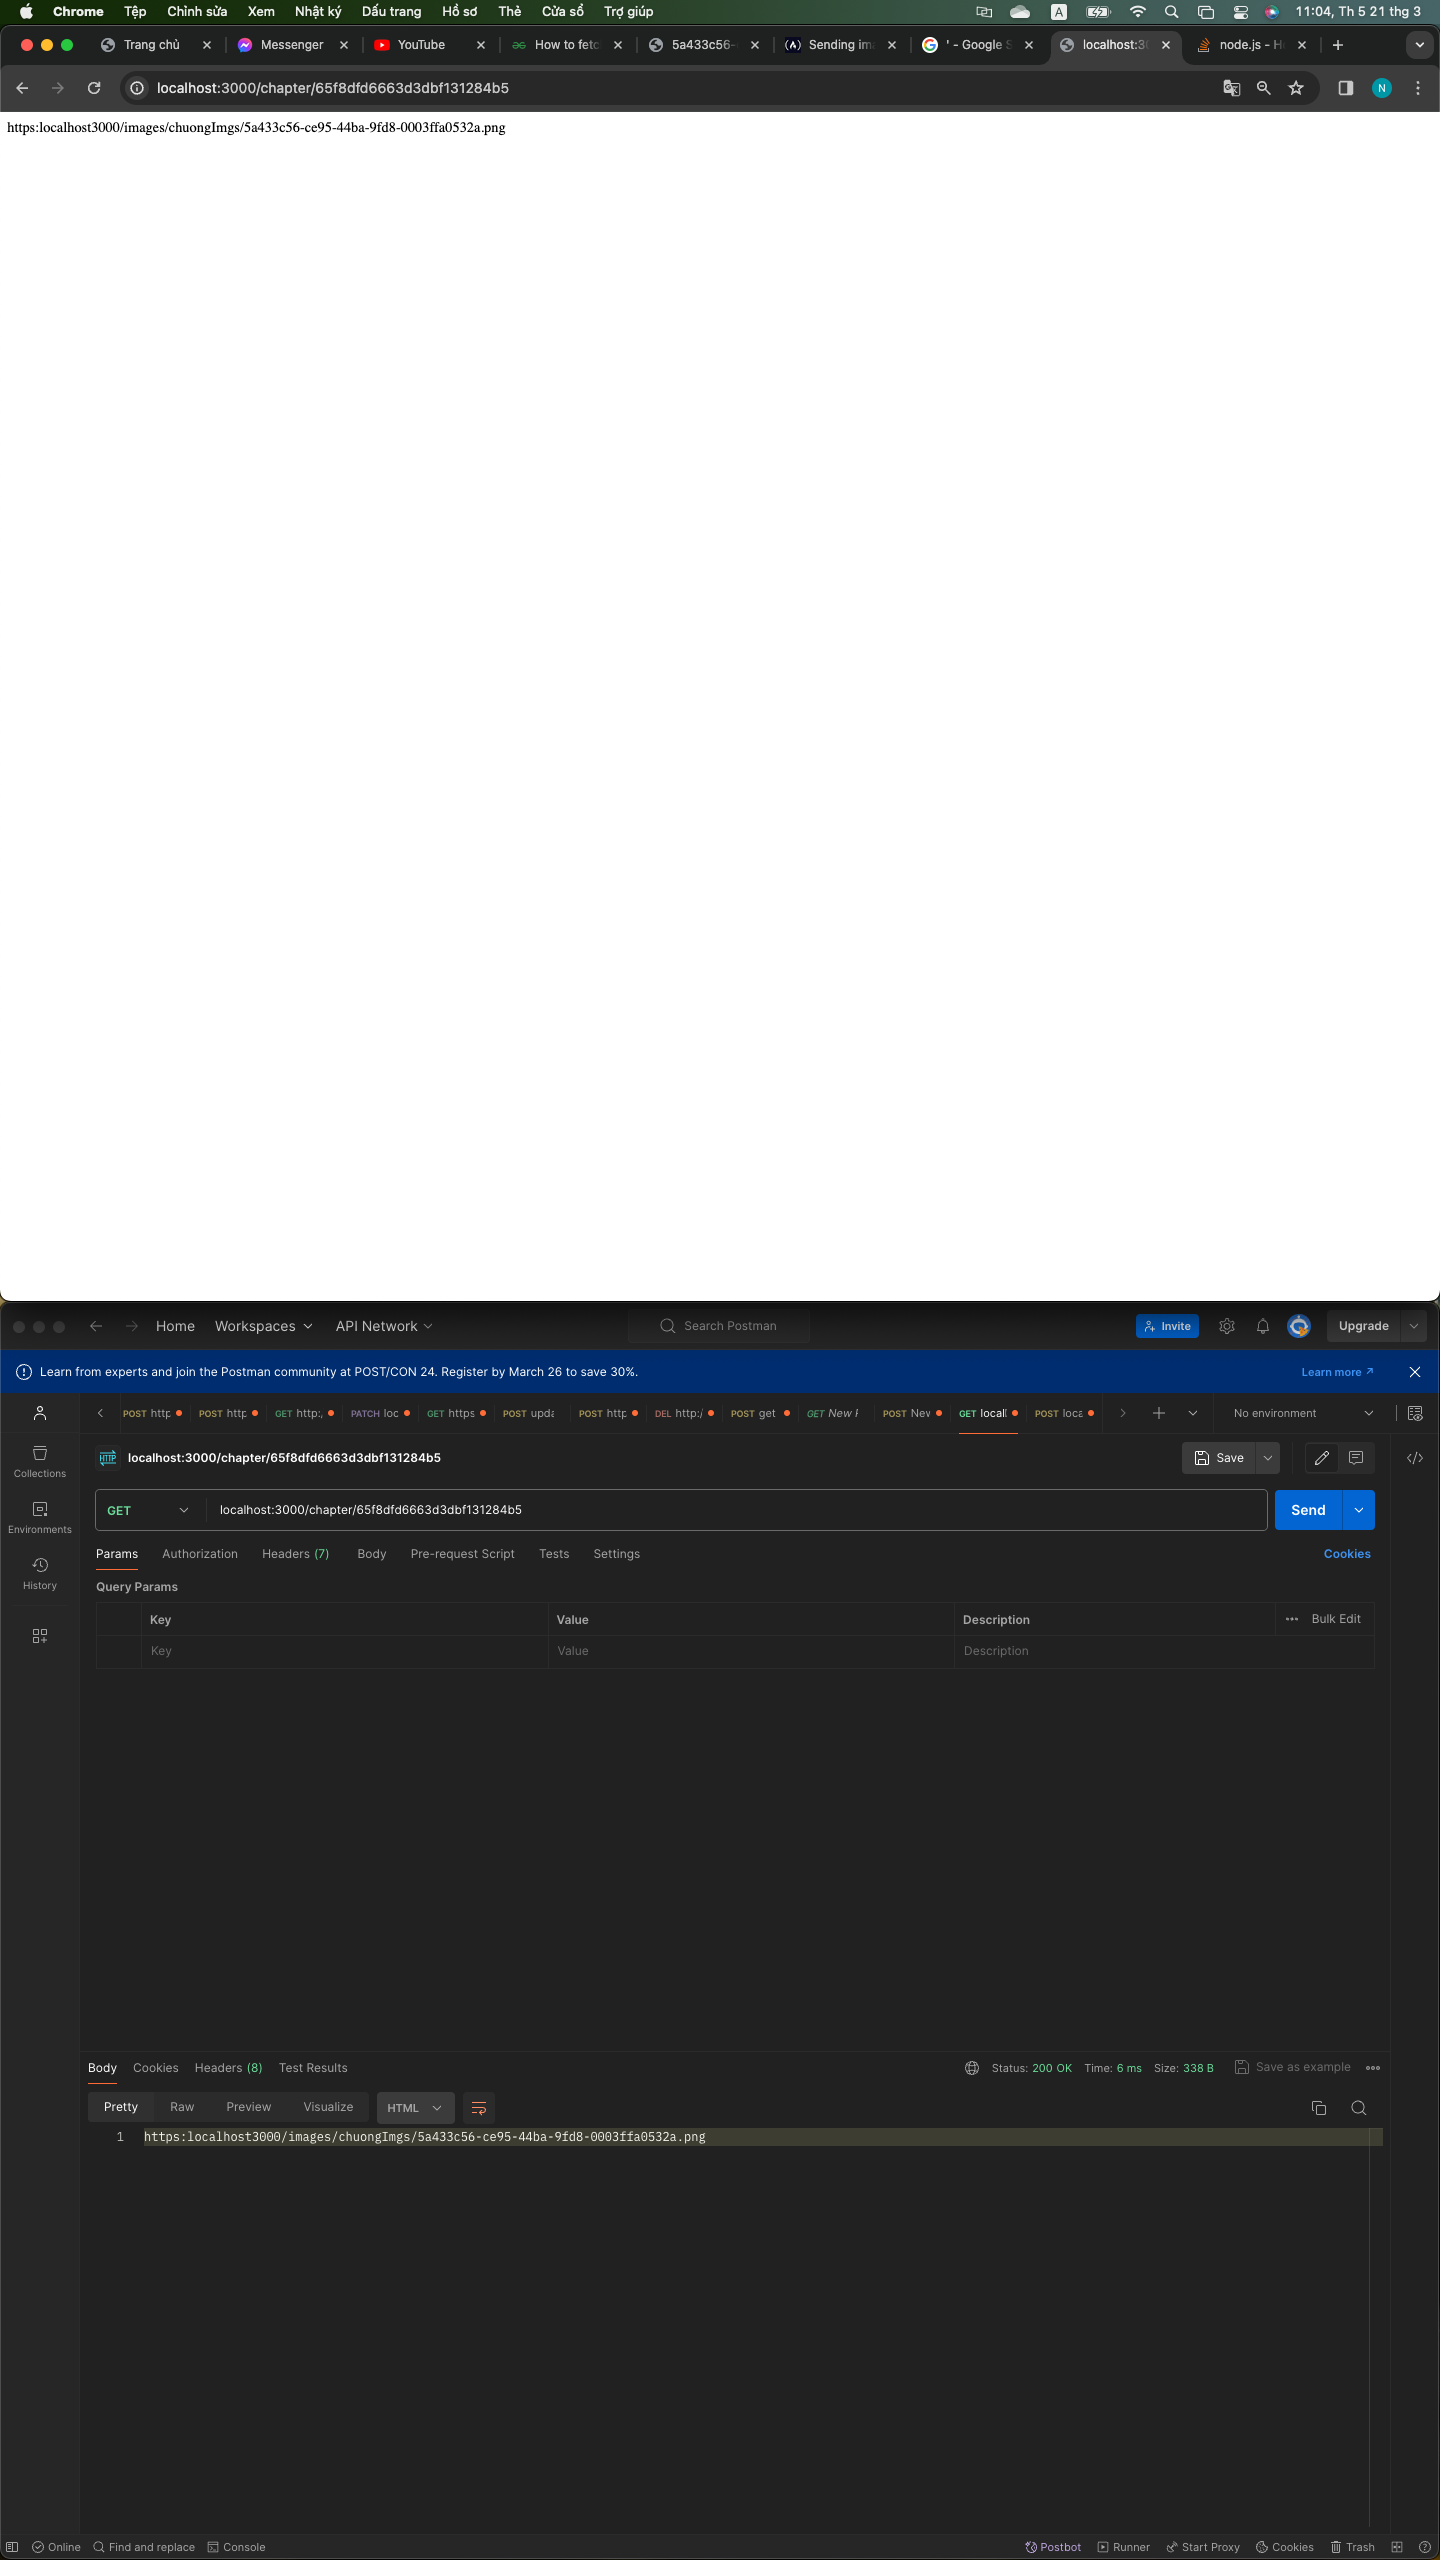 Chrome Tệp Chỉnh sửa Xem Nhật ký Dấu trang Hồ sơ Thẻ Cửa sổ Trợ giúp A 11:04, Th 5 21 thg 3
Trang chủ Messenger YouTube How to fetc 5a433c56- Sending ima ' - Google S localhost:30 node.js - H
localhost:3000/chapter/65f8dfd6663d3dbf131284b5 N
https:localhost3000/images/chuongImgs/5a433c56-ce95-44ba-9fd8-0003ffa0532a.png
Home Workspaces API Network Search Postman Invite Upgrade
Learn from experts and join the Postman community at POST/CON 24. Register by March 26 to save 30%. Learn more
POST http POST http GET http:, PATCH loc GET https POST upda POST http DEL http:/ POST get GET New POST Nev GET local POST loca No environment
HTTP localhost:3000/chapter/65f8dfd6663d3dbf131284b5 Save
Collections
GET localhost:3000/chapter/65f8dfd6663d3dbf131284b5 Send
Environments
Params Authorization Headers (7) Body Pre-request Script Tests Settings Cookies
History
Query Params
Key Value Description Bulk Edit
Key Value Description
Body Cookies Headers (8) Test Results Status: 200 OK Time: 6 ms Size: 338 B Save as example
Pretty Raw Preview Visualize HTML
1 https:localhost3000/images/chuongImgs/5a433c56-ce95-44ba-9fd8-0003ffa0532a.png
Online Find and replace Console Postbot Runner Start Proxy Cookies Trash